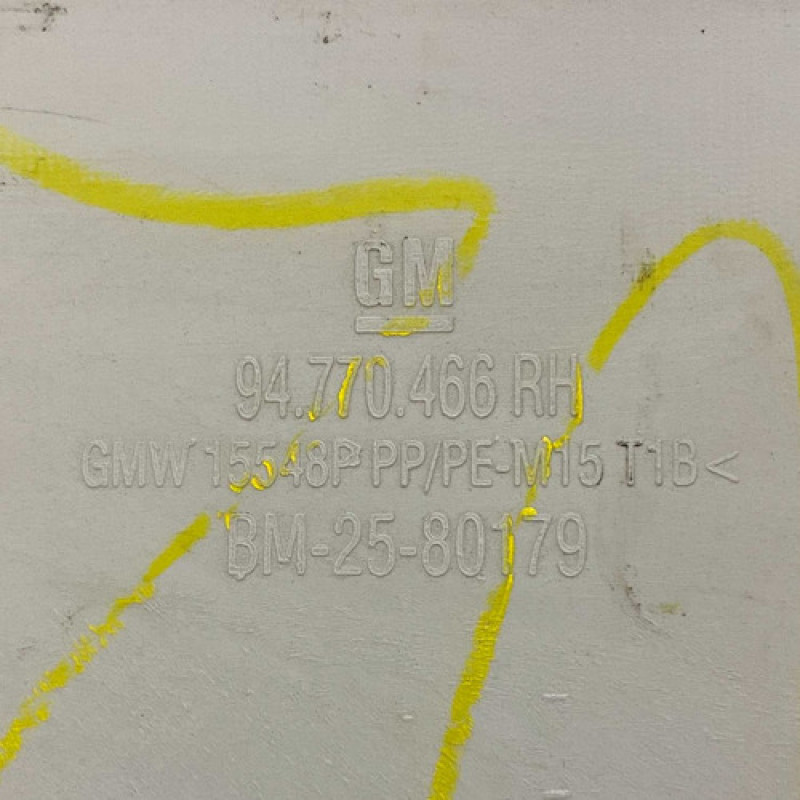 GM
94.770.466 RH
GMW 15548P PP/PE-M15 T1B<
BM-25-80179